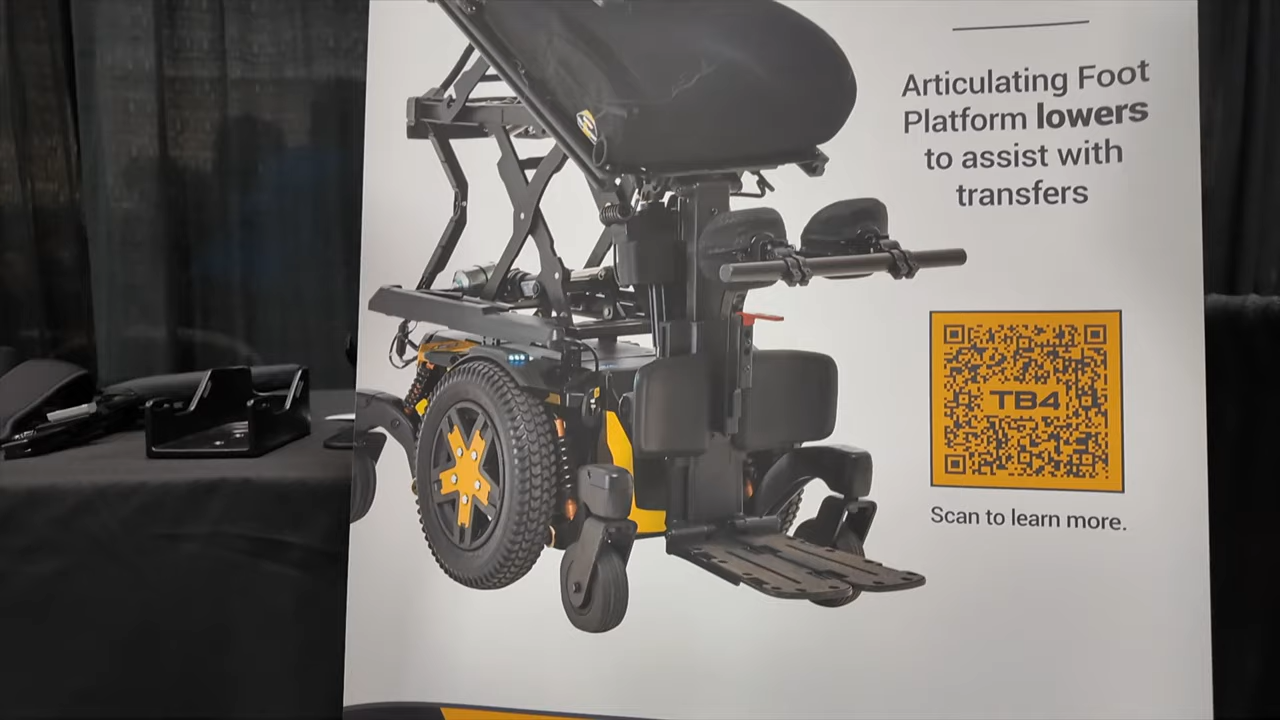 Articulating Foot
Platform lowers
to assist with
transfers
TB4
Scan to learn more.